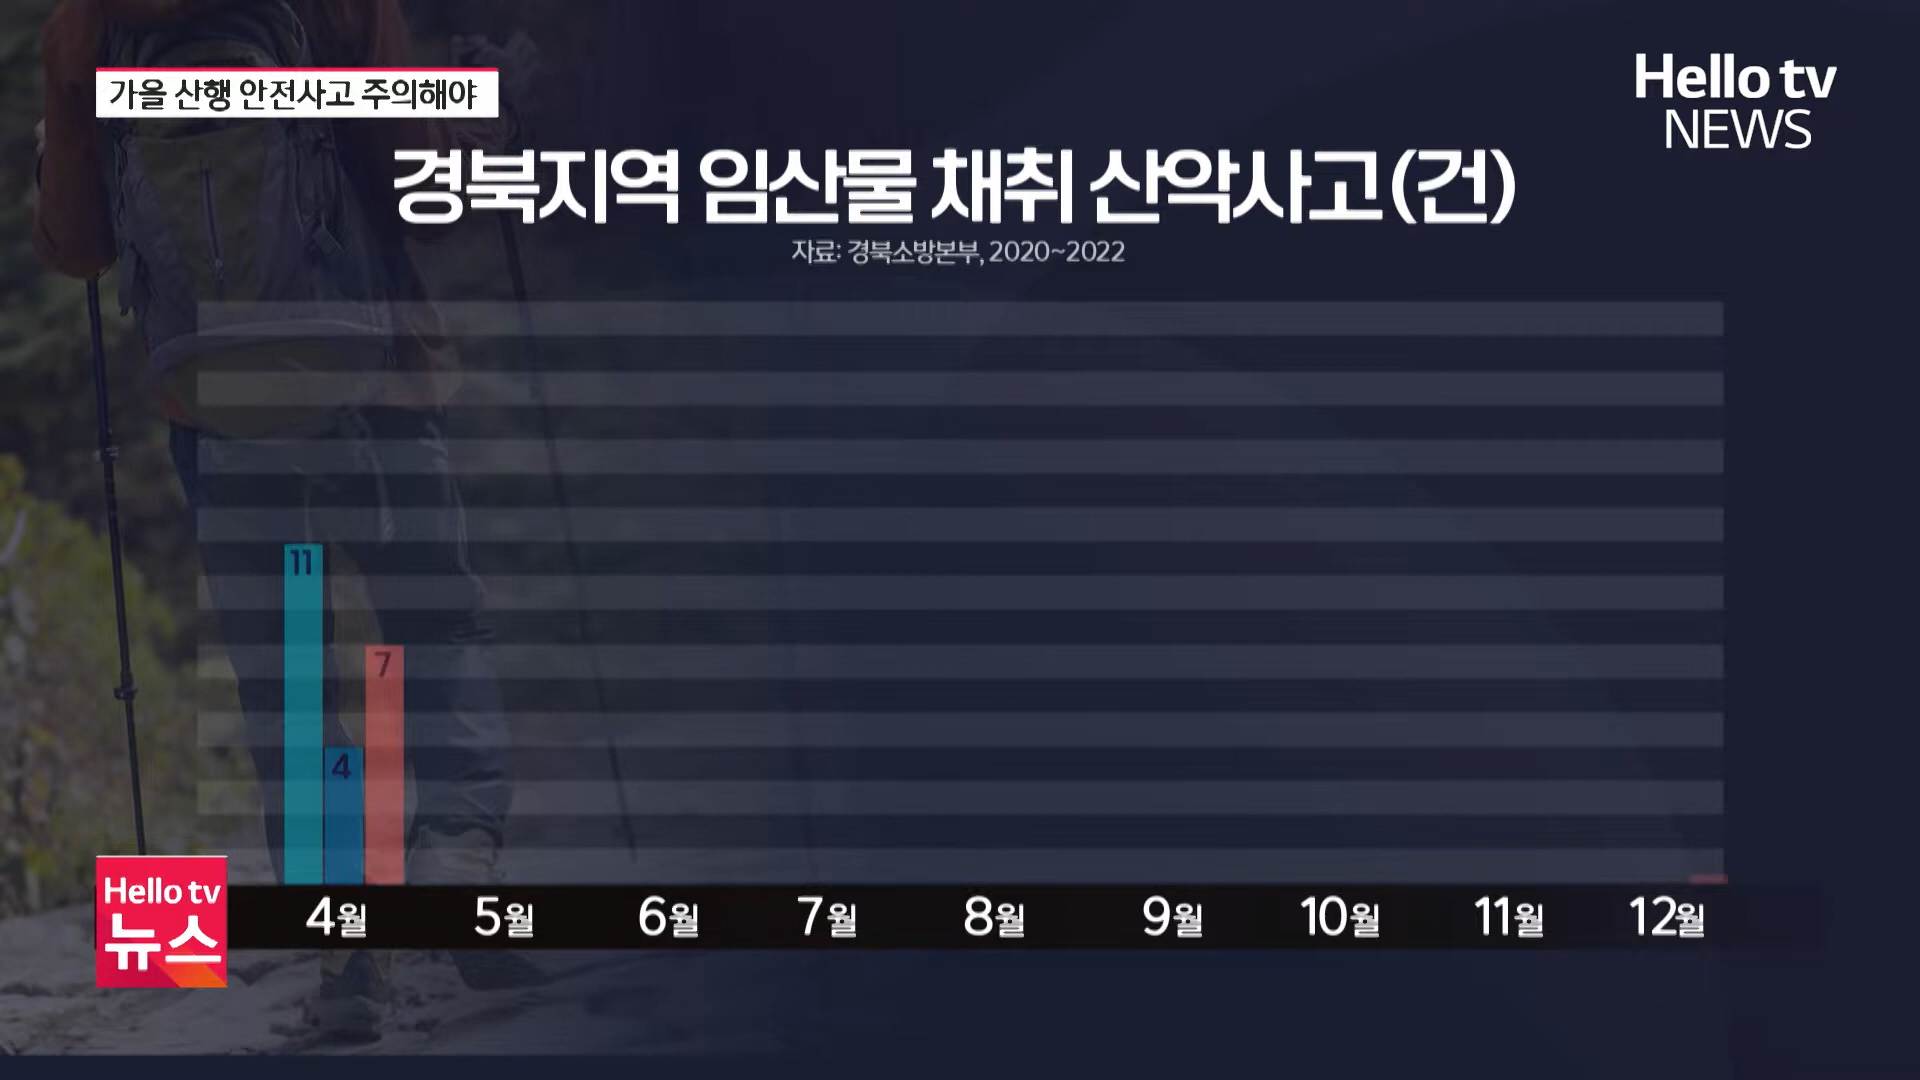 가을 산행 안전사고 주의해야
Hello tv
NEWS
경북지역 임산물 채취 산악사고(건)
자료: 경북소방본부, 2020~2022
11
7
4
4월 5월 6월 7월 8월 9월 10월 11월 12월
Hello tv
뉴스